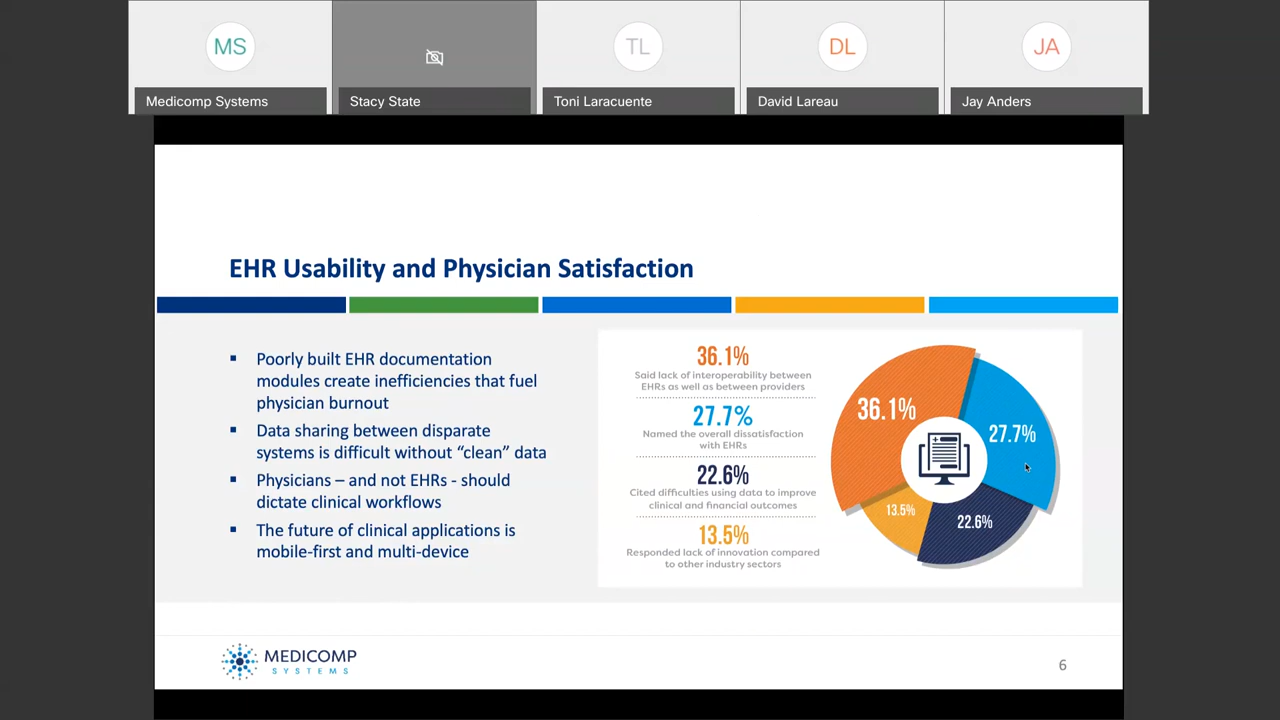 MS
TL
DL
JA
Medicomp Systems
Stacy State
Toni Laracuente
David Lareau
Jay Anders
EHR Usability and Physician Satisfaction
▪ Poorly built EHR documentation
modules create inefficiencies that fuel
physician burnout
▪ Data sharing between disparate
systems is difficult without “clean” data
▪ Physicians – and not EHRs - should
dictate clinical workflows
▪ The future of clinical applications is
mobile-first and multi-device
36.1%
Said lack of interoperability between
EHRs as well as between providers
27.7%
Named the overall dissatisfaction
with EHRs
22.6%
Cited difficulties using data to improve
clinical and financial outcomes
13.5%
Responded lack of innovation compared
to other industry sectors
36.1%
27.7%
13.5%
22.6%
MEDICOMP
SYSTEMS
6